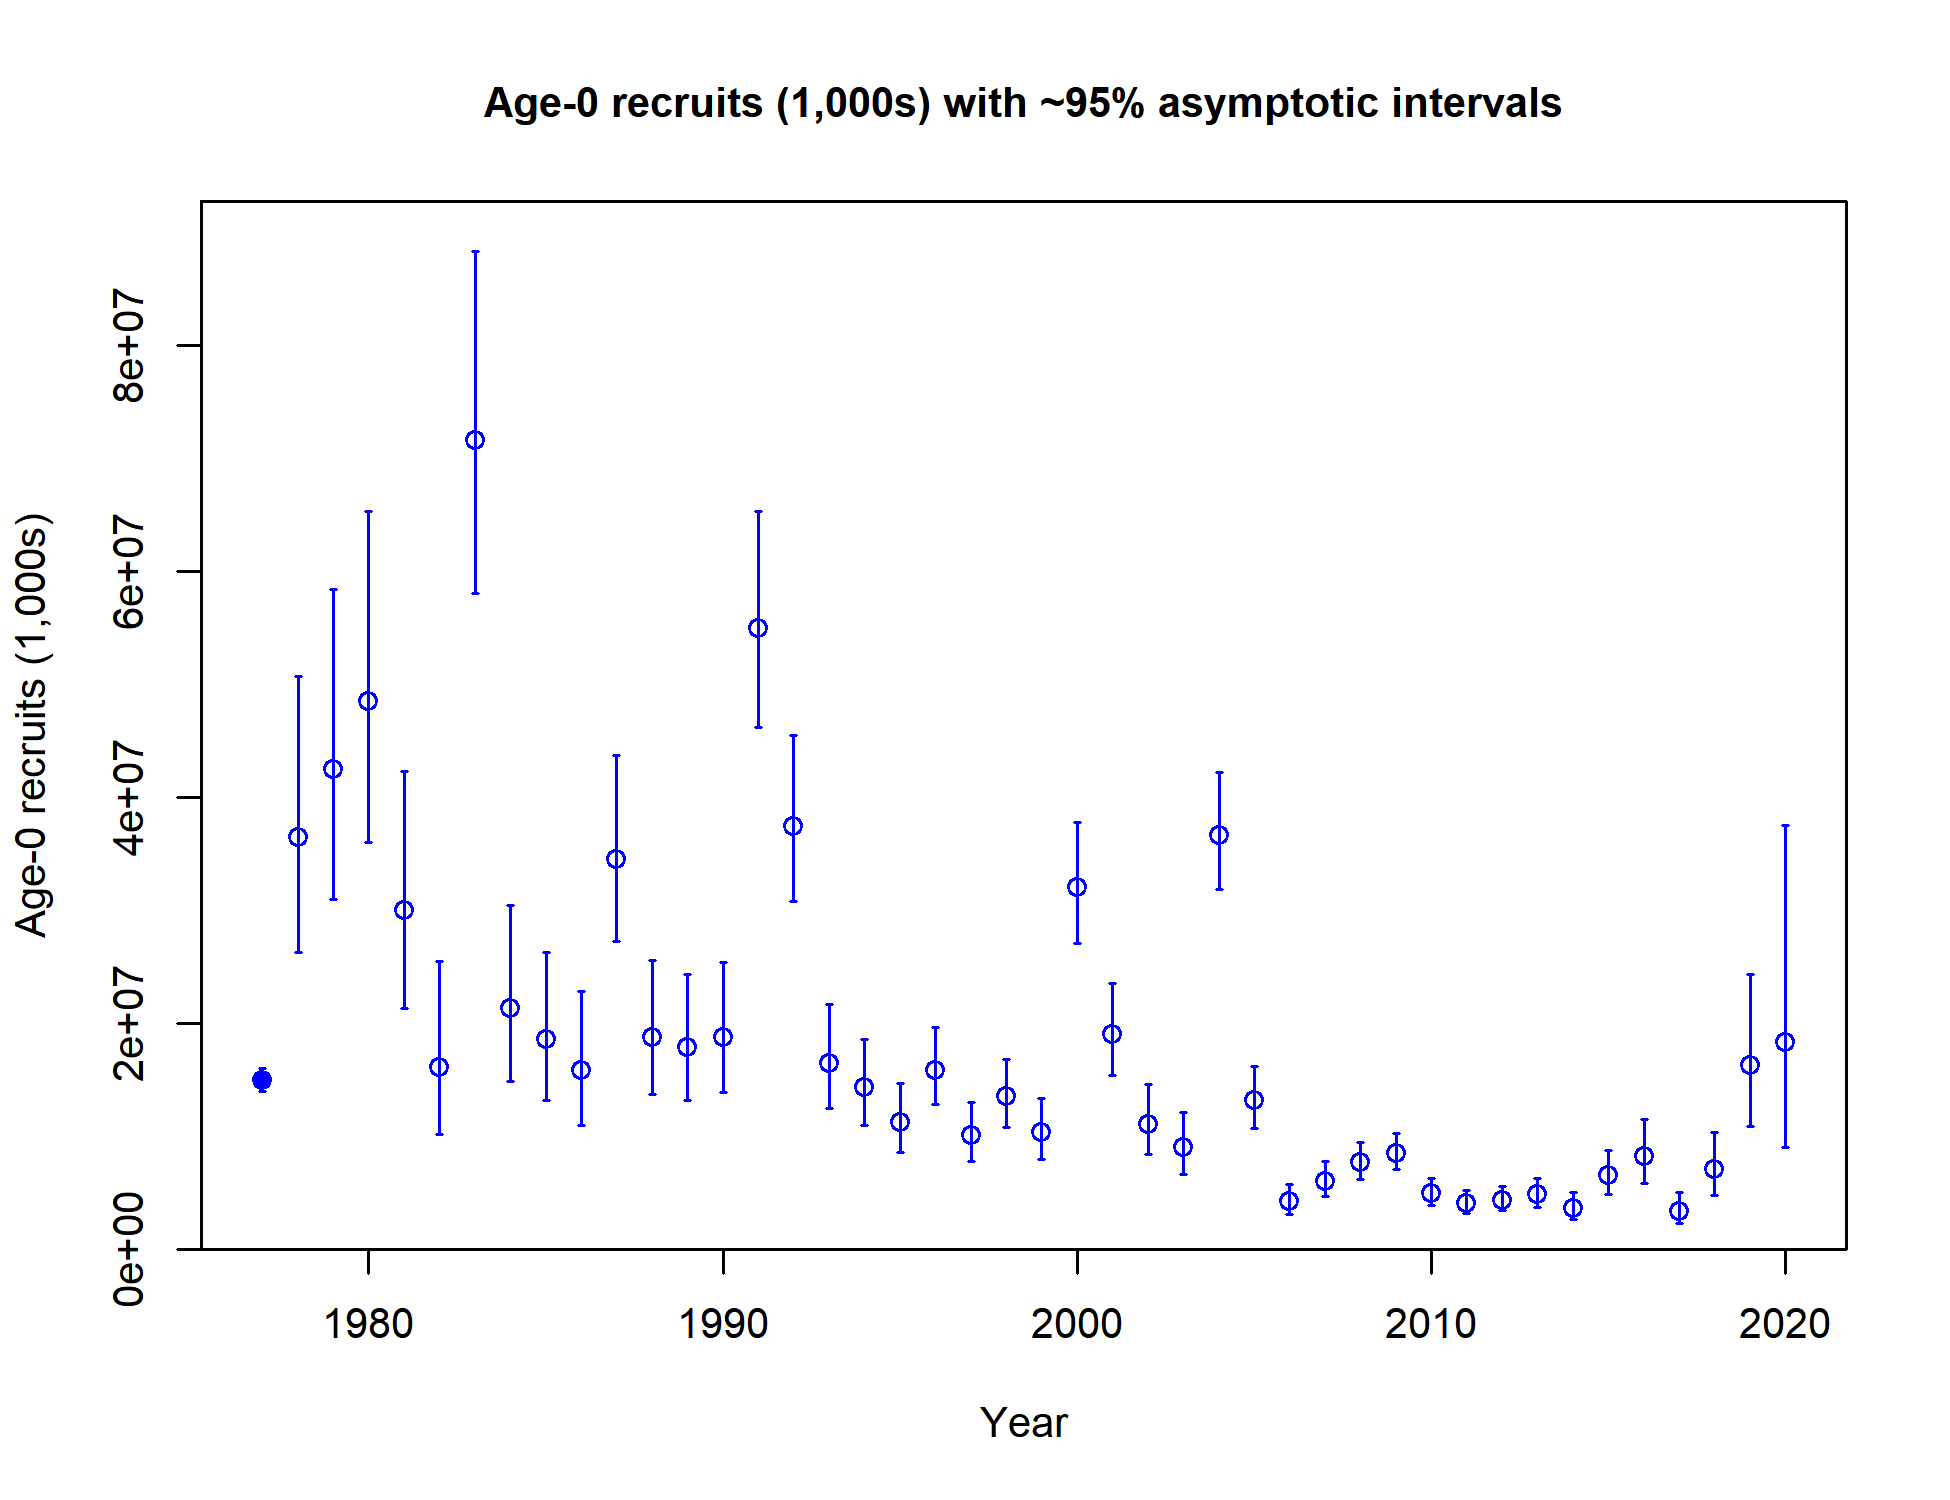 Age-0 recruits (1,000s) with ~95% asymptotic intervals
Age-0 recruits (1,000s)
8e+07
6e+07
4e+07
2e+07
0e+00
1980 1990 2000 2010 2020
Year